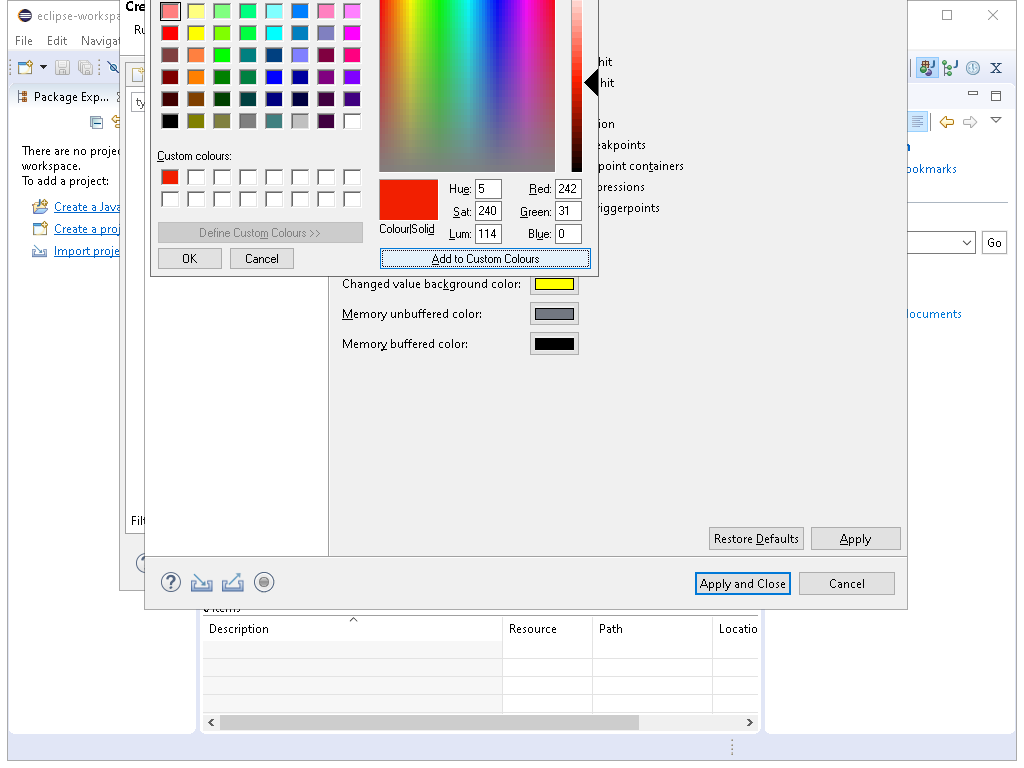 eclipse-workspa
Cre
File Edit Navigat
Ru
Package Exp...
ty
There are no projec
workspace.
To add a project:
Create a Java
Create a proj
Import proje
Filt
Custom colours:
Define Custom Colours >>
OK Cancel
Colour|Solid
Hue: 5 Red: 242
Sat: 240 Green: 31
Lum: 114 Blue: 0
Add to Custom Colours
hit
hit
ion
eakpoints
point containers
pressions
riggerpoints
Changed value background color:
Memory unbuffered color:
Memory buffered color:
Restore Defaults Apply
Apply and Close Cancel
ookmarks
Go
ocuments
Description Resource Path Locatio